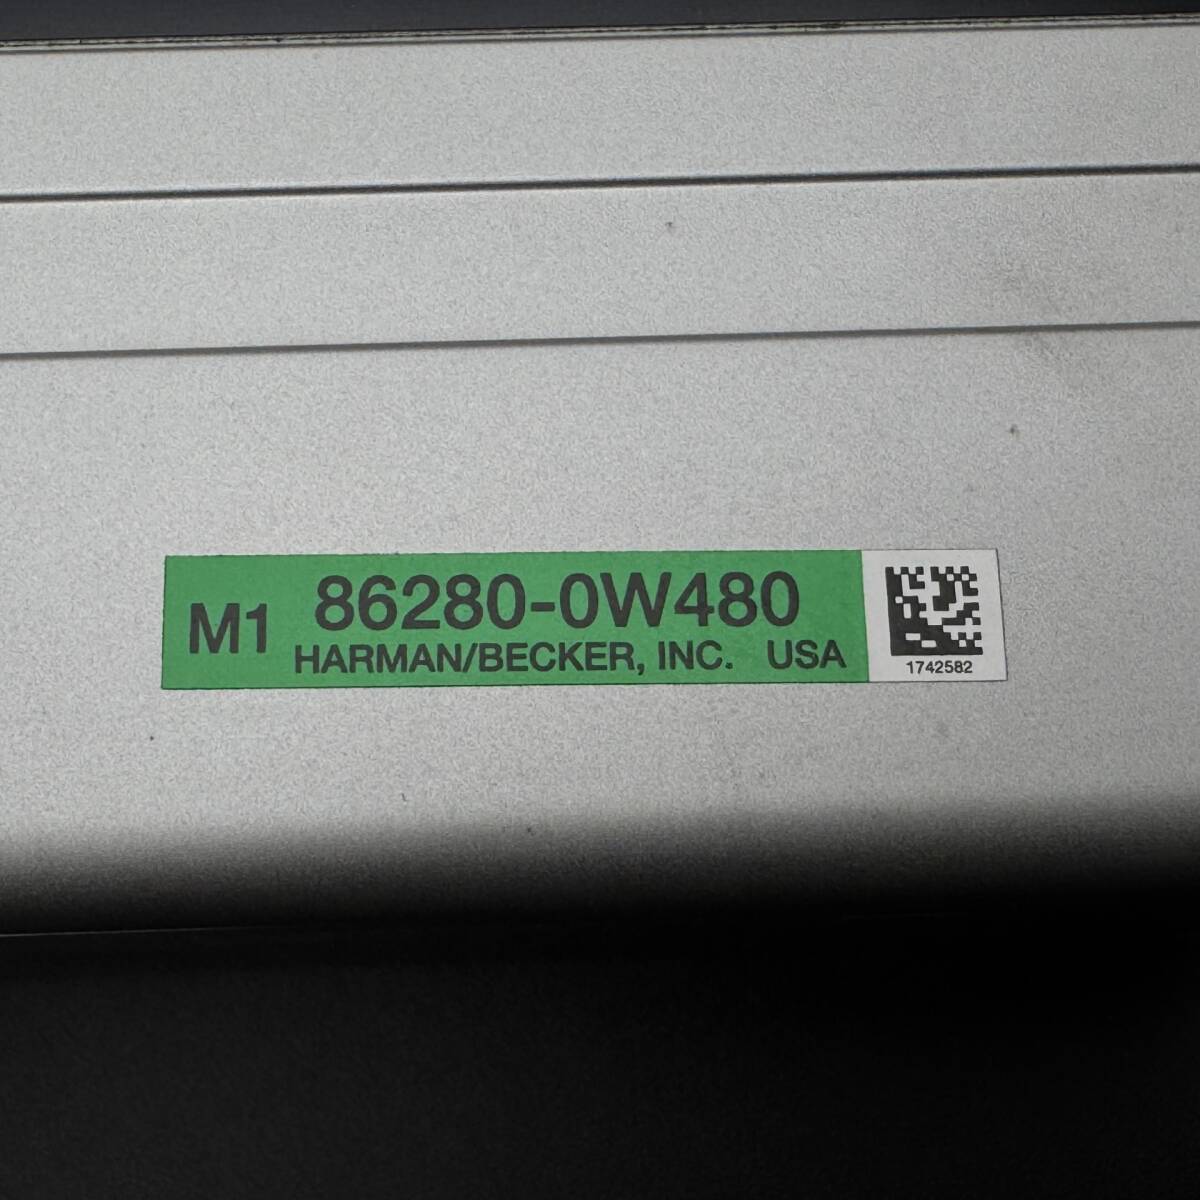 M1
86280-0W480
HARMAN/BECKER, INC. USA
1742582